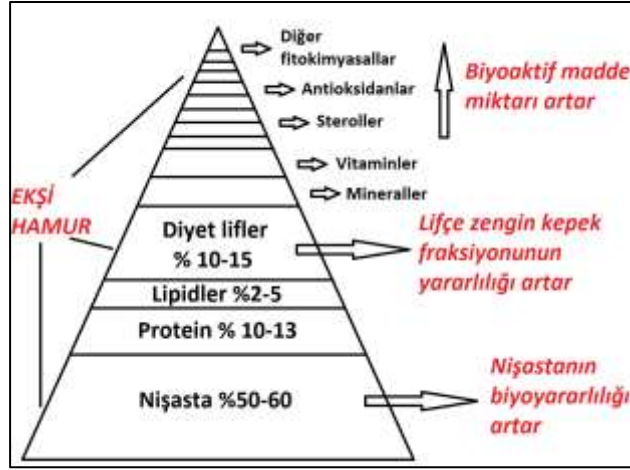 Diğer
fitokimyasallar
Antioksidanlar
Steroller
Vitaminler
Mineraller
Biyoaktif madde
miktarı artar
EKŞİ
HAMUR
Diyet lifler
% 10-15
Lifçe zengin kepek
fraksiyonunun
yararlılığı artar
Lipidler %2-5
Protein % 10-13
Nişasta %50-60
Nişastanın
biyoyararlılığı
artar